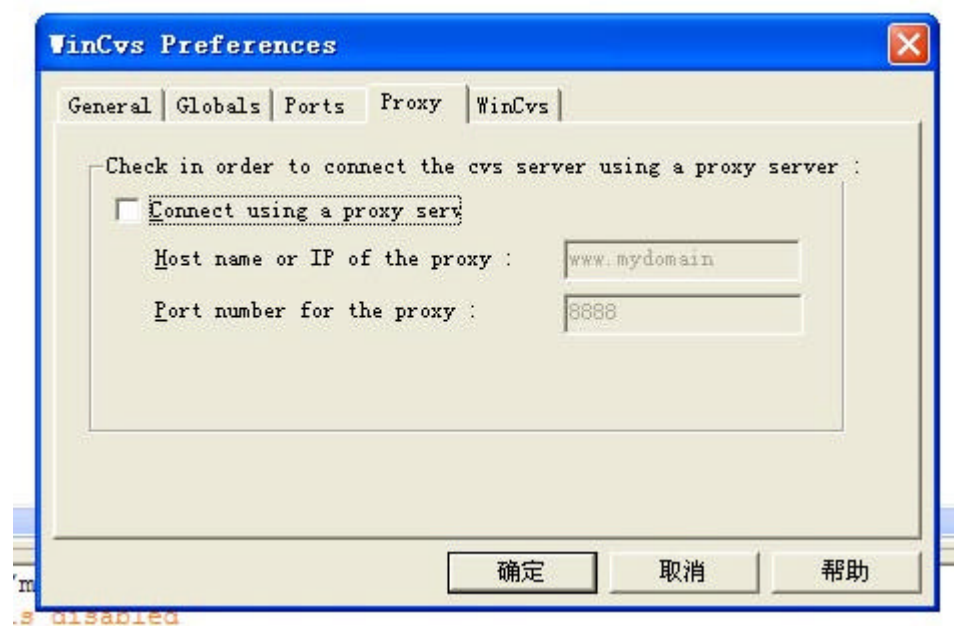 WinCvs Preferences
General Globals Ports Proxy WinCvs
Check in order to connect the cvs server using a proxy server :
Connect using a proxy serv
Host name or IP of the proxy : www.mydomain
Port number for the proxy : 8888
确定 取消 帮助
is disabled